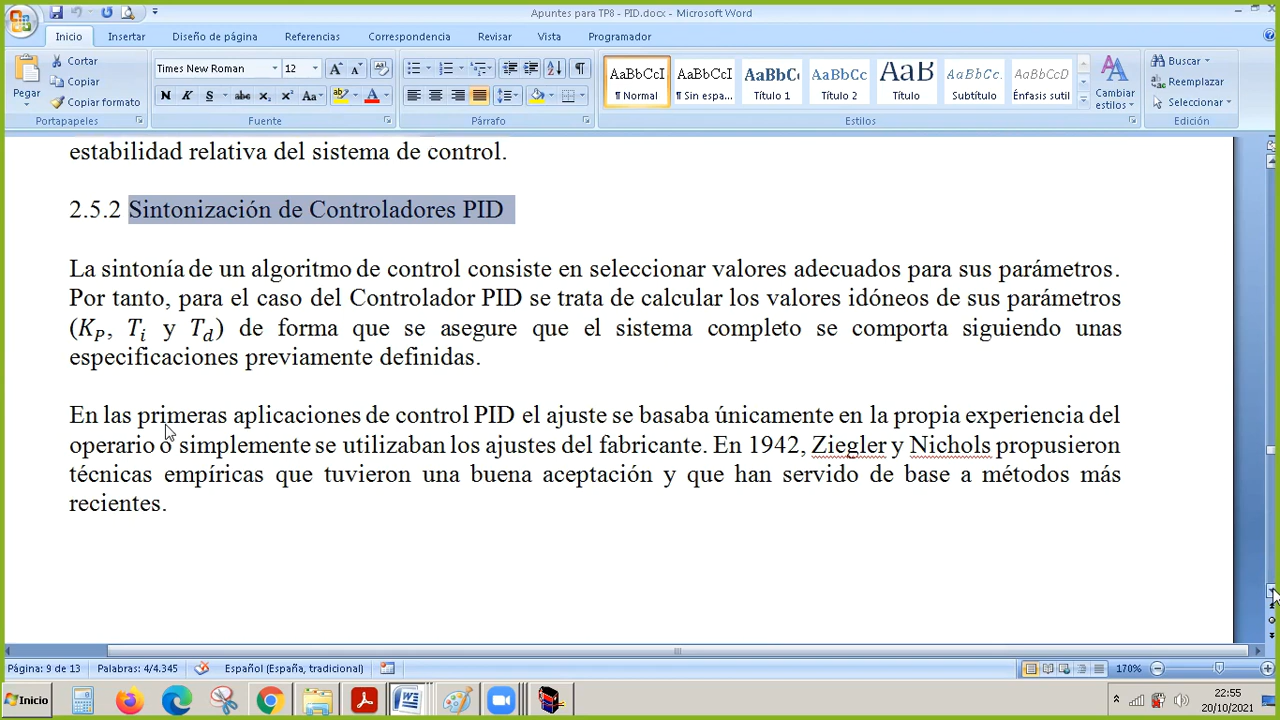 Apuntes para TP8 - PID.docx - Microsoft Word
Inicio Insertar Diseño de página Referencias Correspondencia Revisar Vista Programador
Pegar
Cortar
Copiar
Copiar formato
Portapapeles
Times New Roman 12
N K S abc x₂ x² Aa
Fuente
Párrafo
AaBbCcI AaBbCcI AaBbC AaBbCc AaB AaBbCc. AaBbCcD
¶ Normal ¶ Sin espa... Título 1 Título 2 Título Subtítulo Énfasis sutil
Cambiar
estilos
Estilos
Buscar
Reemplazar
Seleccionar
Edición
estabilidad relativa del sistema de control.
2.5.2 Sintonización de Controladores PID
La sintonía de un algoritmo de control consiste en seleccionar valores adecuados para sus parámetros.
Por tanto, para el caso del Controlador PID se trata de calcular los valores idóneos de sus parámetros
(K_P, T_i y T_d) de forma que se asegure que el sistema completo se comporta siguiendo unas
especificaciones previamente definidas.
En las primeras aplicaciones de control PID el ajuste se basaba únicamente en la propia experiencia del
operario o simplemente se utilizaban los ajustes del fabricante. En 1942, Ziegler y Nichols propusieron
técnicas empíricas que tuvieron una buena aceptación y que han servido de base a métodos más
recientes.
Página: 9 de 13 Palabras: 4/4.345 Español (España, tradicional) 170%
Inicio
22:55
20/10/2021